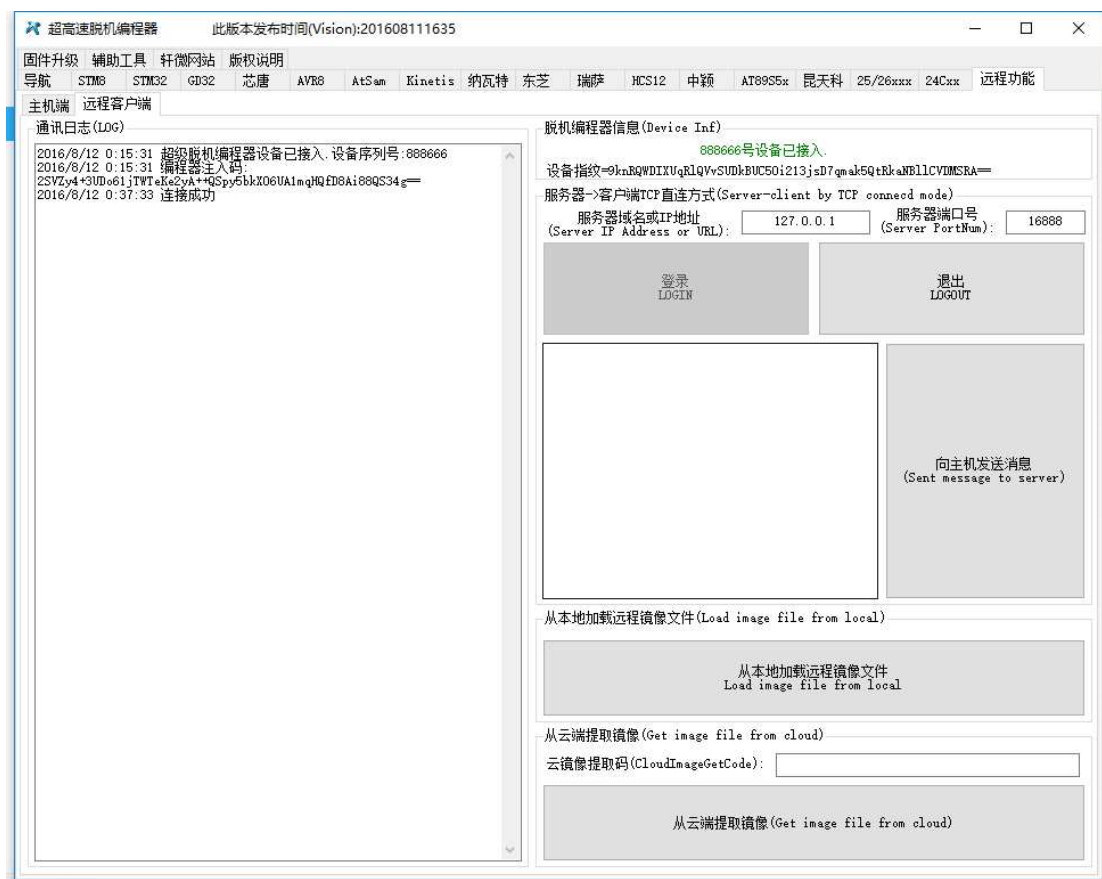 超高速脱机编程器 此版本发布时间(Vision):201608111635
固件升级 辅助工具 轩微网站 版权说明
导航 STM8 STM32 GD32 芯唐 AVR8 AtSam Kinetis 纳瓦特 东芝 瑞萨 HCS12 中颖 AT89S5x 昆天科 25/26xxx 24Cxx 远程功能
主机端 远程客户端
通讯日志(LOG)
2016/8/12 0:15:31 超级脱机编程器设备已接入.设备序列号:888666
2016/8/12 0:15:31 编程器注入码:
2SVZy4+3UDo61jTWTeKe2yA++QSpy5bkX06UA1mqHQfD8Ai88QS34g==
2016/8/12 0:37:33 连接成功
脱机编程器信息(Device Inf)
888666号设备已接入.
设备指纹=9knRQWDIXUqRlQVvSUDkBUC5Oi213jsD7qmak5QtRkaNBllCVDMSRA==
服务器->客户端TCP直连方式(Server-client by TCP connecd mode)
服务器域名或IP地址
(Server IP Address or URL):
127.0.0.1
服务器端口号
(Server PortNum):
16888
登录
LOGIN
退出
LOGOUT
向主机发送消息
(Sent message to server)
从本地加载远程镜像文件(Load image file from local)
从本地加载远程镜像文件
Load image file from local
从云端提取镜像(Get image file from cloud)
云镜像提取码(CloudImageGetCode):
从云端提取镜像(Get image file from cloud)